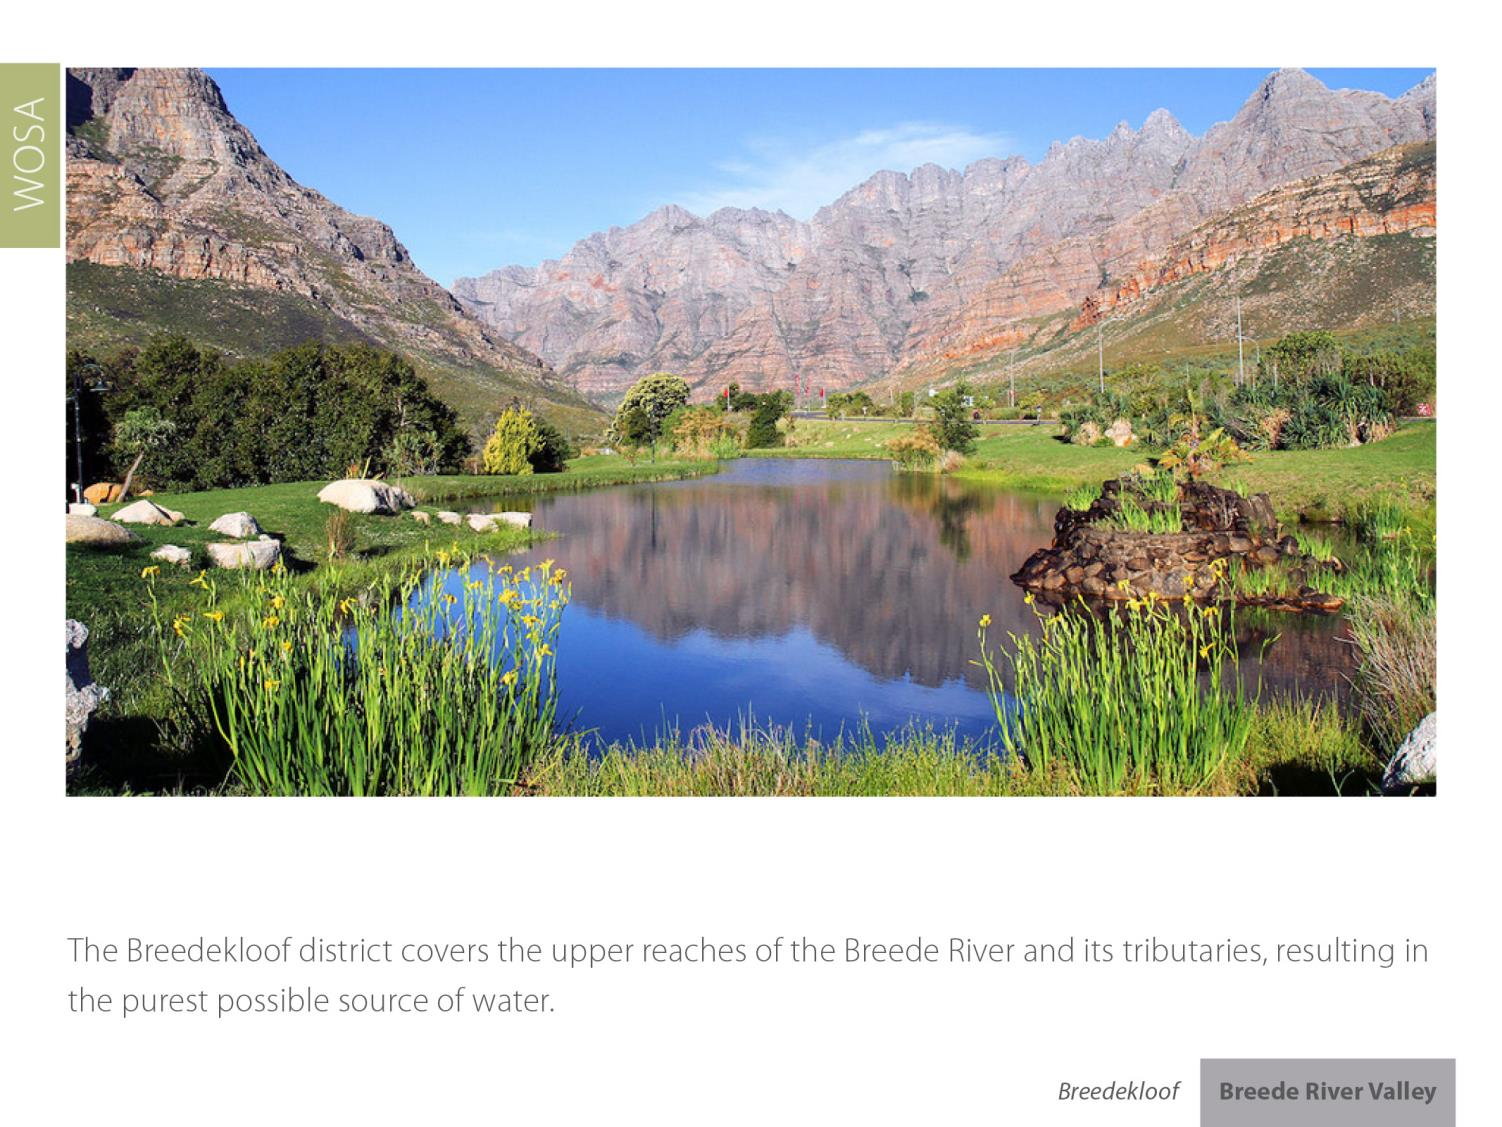 WOSA
The Breedekloof district covers the upper reaches of the Breede River and its tributaries, resulting in
the purest possible source of water.
Breedekloof
Breede River Valley